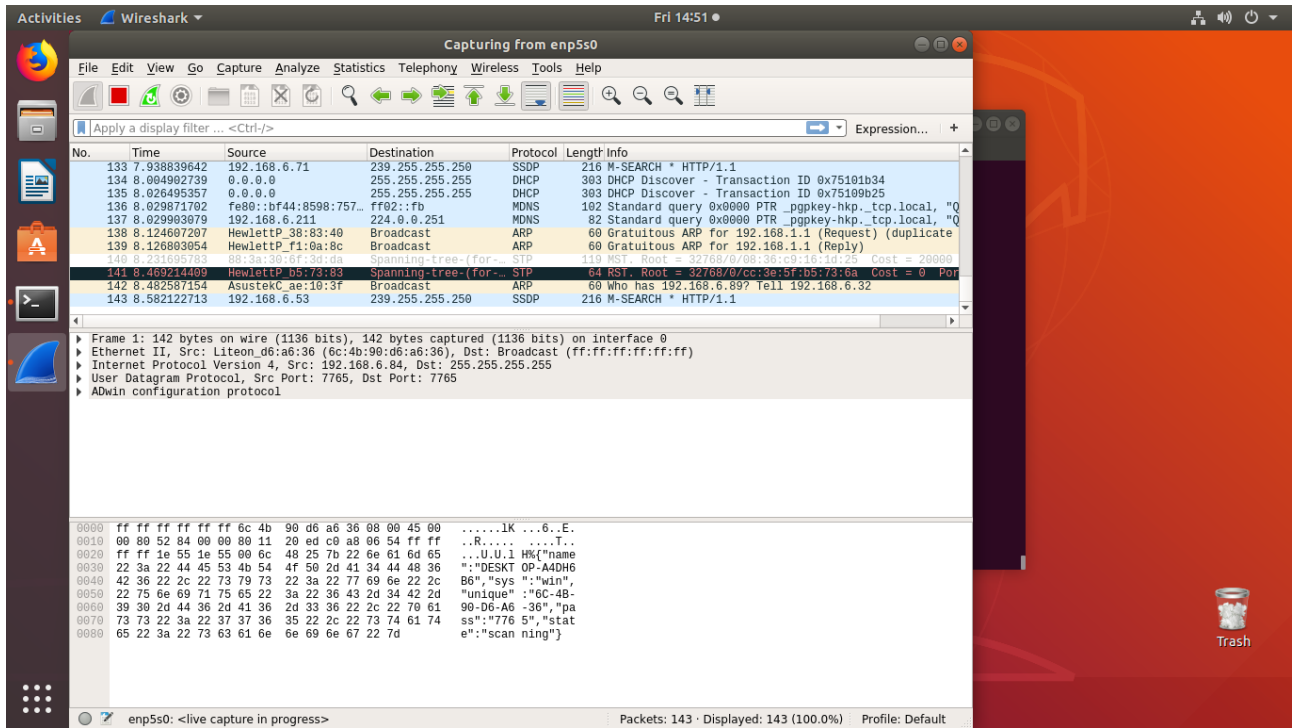 Activities Wireshark Fri 14:51
Capturing from enp5s0
File Edit View Go Capture Analyze Statistics Telephony Wireless Tools Help
Apply a display filter ... <Ctrl-/> Expression... +
No. Time Source Destination Protocol Length Info
133 7.938839642 192.168.6.71 239.255.255.250 SSDP 216 M-SEARCH * HTTP/1.1
134 8.004902739 0.0.0.0 255.255.255.255 DHCP 303 DHCP Discover - Transaction ID 0x75101b34
135 8.026495357 0.0.0.0 255.255.255.255 DHCP 303 DHCP Discover - Transaction ID 0x75109b25
136 8.029871702 fe80::bf44:8598:757… ff02::fb MDNS 102 Standard query 0x0000 PTR _pgpkey-hkp._tcp.local, "Q
137 8.029903079 192.168.6.211 224.0.0.251 MDNS 82 Standard query 0x0000 PTR _pgpkey-hkp._tcp.local, "Q
138 8.124607207 HewlettP_38:83:40 Broadcast ARP 60 Gratuitous ARP for 192.168.1.1 (Request) (duplicate
139 8.126803054 HewlettP_f1:0a:8c Broadcast ARP 60 Gratuitous ARP for 192.168.1.1 (Reply)
140 8.231695783 88:3a:30:6f:3d:da Spanning-tree-(for-… STP 119 MST. Root = 32768/0/08:36:c9:16:1d:25 Cost = 20000
141 8.469214409 HewlettP_b5:73:83 Spanning-tree-(for-… STP 64 RST. Root = 32768/0/cc:3e:5f:b5:73:6a Cost = 0 Por
142 8.482587154 AsustekC_ae:10:3f Broadcast ARP 60 Who has 192.168.6.89? Tell 192.168.6.32
143 8.582122713 192.168.6.53 239.255.255.250 SSDP 216 M-SEARCH * HTTP/1.1
Frame 1: 142 bytes on wire (1136 bits), 142 bytes captured (1136 bits) on interface 0
Ethernet II, Src: Liteon_d6:a6:36 (6c:4b:90:d6:a6:36), Dst: Broadcast (ff:ff:ff:ff:ff:ff)
Internet Protocol Version 4, Src: 192.168.6.84, Dst: 255.255.255.255
User Datagram Protocol, Src Port: 7765, Dst Port: 7765
ADwin configuration protocol
0000 ff ff ff ff ff ff 6c 4b 90 d6 a6 36 08 00 45 00 ......lK ...6..E.
0010 00 80 52 84 00 00 80 11 20 ed c0 a8 06 54 ff ff ..R..... ....T..
0020 ff ff 1e 55 1e 55 00 6c 48 25 7b 22 6e 61 6d 65 ...U.U.l H%{"name
0030 22 3a 22 44 45 53 4b 54 4f 50 2d 41 34 44 48 36 ":"DESKT OP-A4DH6
0040 42 36 22 2c 22 73 79 73 22 3a 22 77 69 6e 22 2c B6","sys ":"win",
0050 22 75 6e 69 71 75 65 22 3a 22 36 43 2d 34 42 2d "unique" :"6C-4B-
0060 39 30 2d 44 36 2d 41 36 2d 33 36 22 2c 22 70 61 90-D6-A6 -36","pa
0070 73 73 22 3a 22 37 37 36 35 22 2c 22 73 74 61 74 ss":"776 5","stat
0080 65 22 3a 22 73 63 61 6e 6e 69 6e 67 22 7d e":"scan ning"}
Trash
enp5s0: <live capture in progress> Packets: 143 · Displayed: 143 (100.0%) Profile: Default